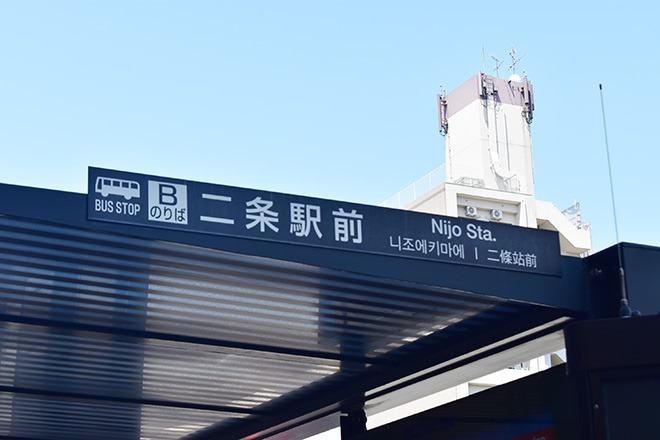 BUS STOP
B
のりば
二条駅前
Nijo Sta.
니조에키마에 | 二條站前